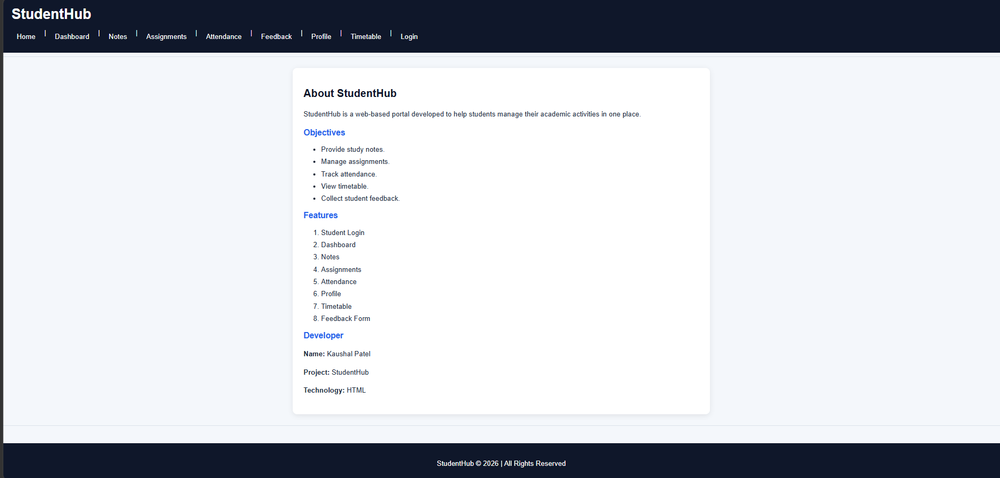 StudentHub
Home | Dashboard | Notes | Assignments | Attendance | Feedback | Profile | Timetable | Login
About StudentHub
StudentHub is a web-based portal developed to help students manage their academic activities in one place.
Objectives
• Provide study notes.
• Manage assignments.
• Track attendance.
• View timetable.
• Collect student feedback.
Features
1. Student Login
2. Dashboard
3. Notes
4. Assignments
5. Attendance
6. Profile
7. Timetable
8. Feedback Form
Developer
Name: Kaushal Patel
Project: StudentHub
Technology: HTML
StudentHub © 2026 | All Rights Reserved